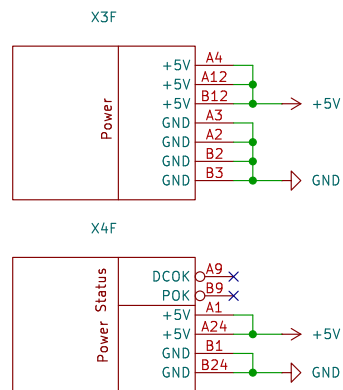 X3F
Power
+5V A4
+5V A12
+5V B12 +5V
GND A3
GND A2
GND B2
GND B3 GND
X4F
Power Status
DCOK A9
POK B9
+5V A1
+5V A24 +5V
GND B1
GND B24 GND